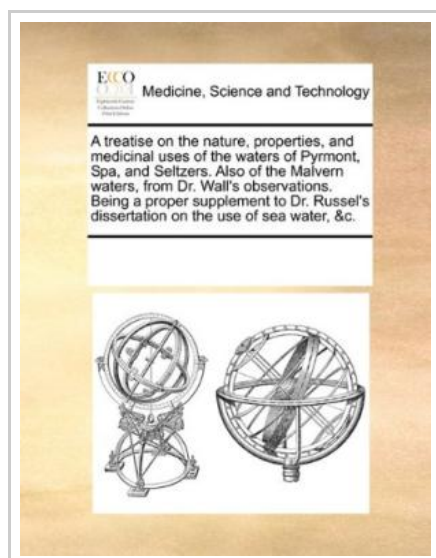 ECCO
Medicine, Science and Technology
A treatise on the nature, properties, and
medicinal uses of the waters of Pyrmont,
Spa, and Seltzers. Also of the Malvern
waters, from Dr. Wall's observations.
Being a proper supplement to Dr. Russel's
dissertation on the use of sea water, &c.